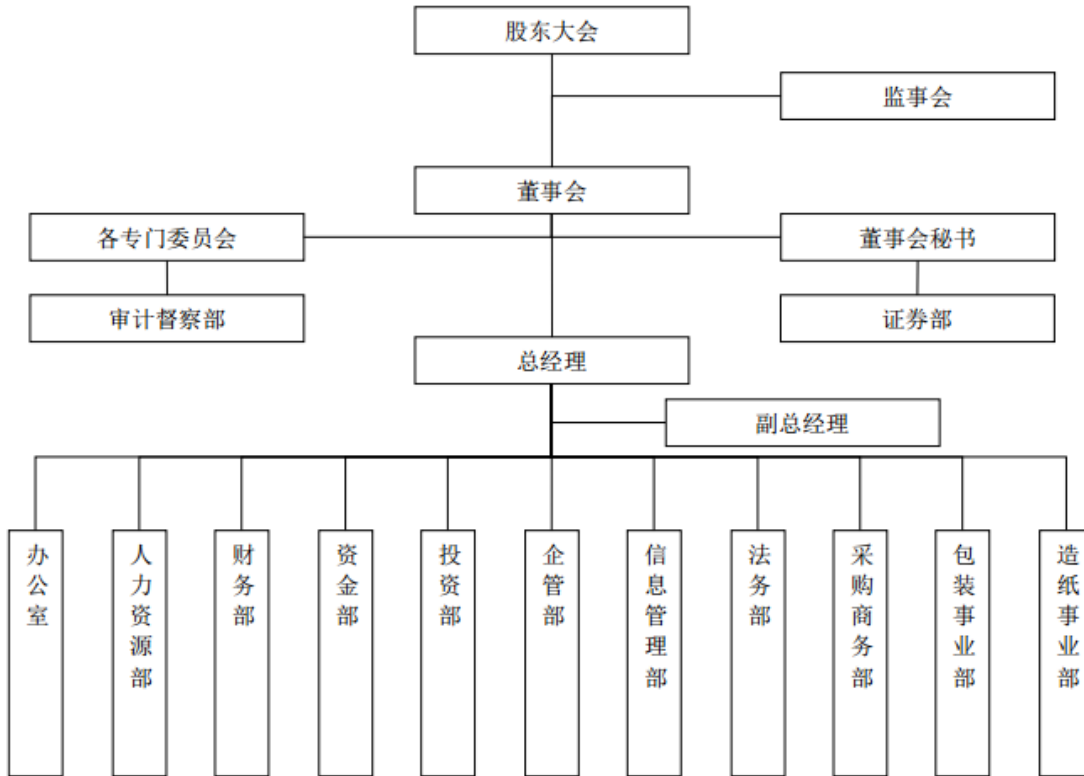 股东大会
监事会
董事会
各专门委员会
董事会秘书
审计督察部
证券部
总经理
副总经理
办公室
人力资源部
财务部
资金部
投资部
企管部
信息管理部
法务部
采购商务部
包装事业部
造纸事业部